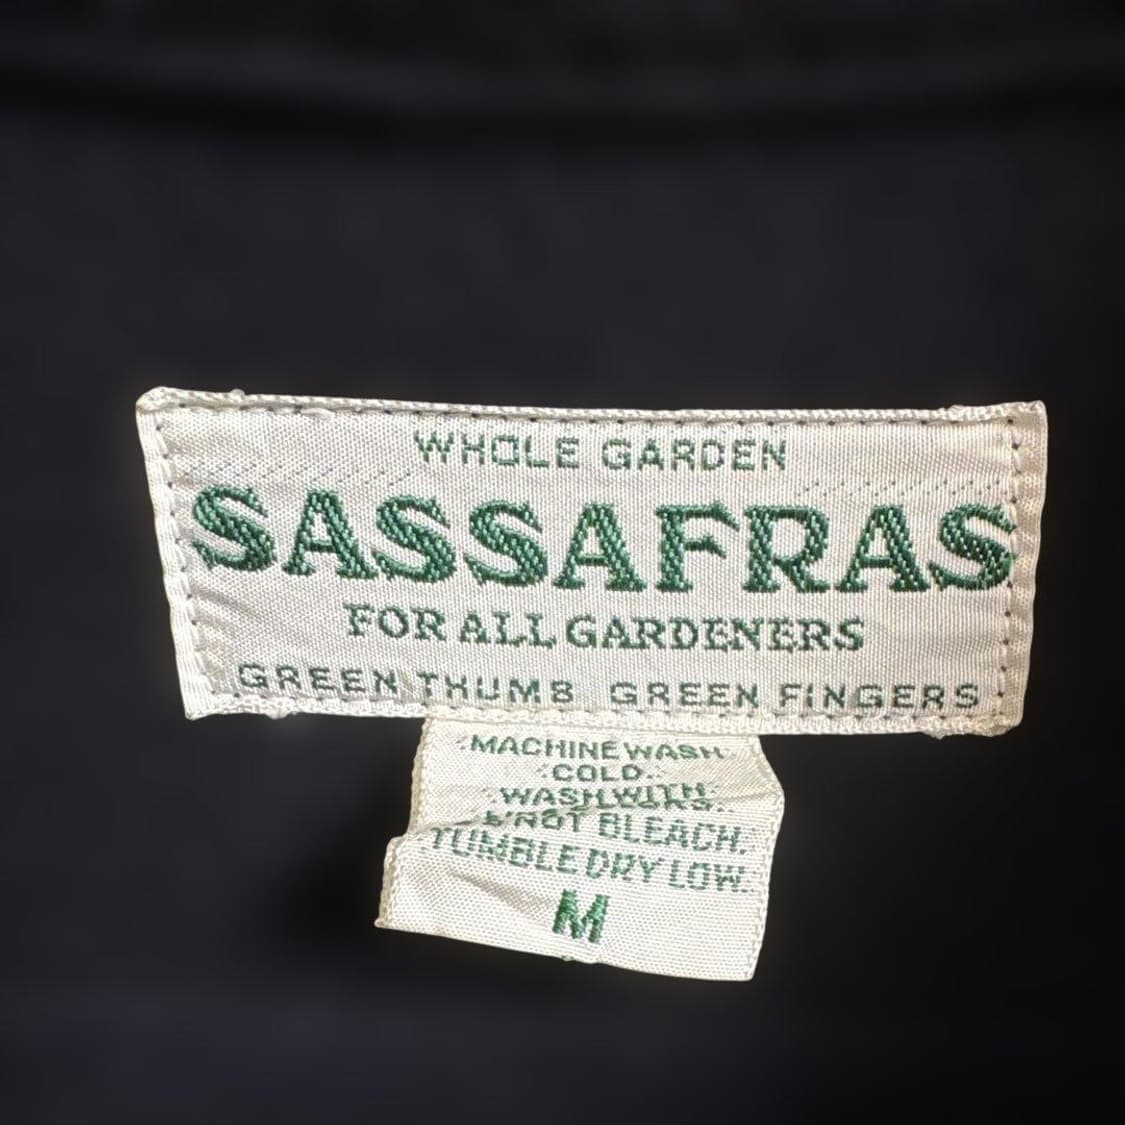 WHOLE GARDEN
SASSAFRAS
FOR ALL GARDENERS
GREEN THUMB GREEN FINGERS
MACHINE WASH
COLD.
WASH WITH
NOT BLEACH.
TUMBLE DRY LOW.
M